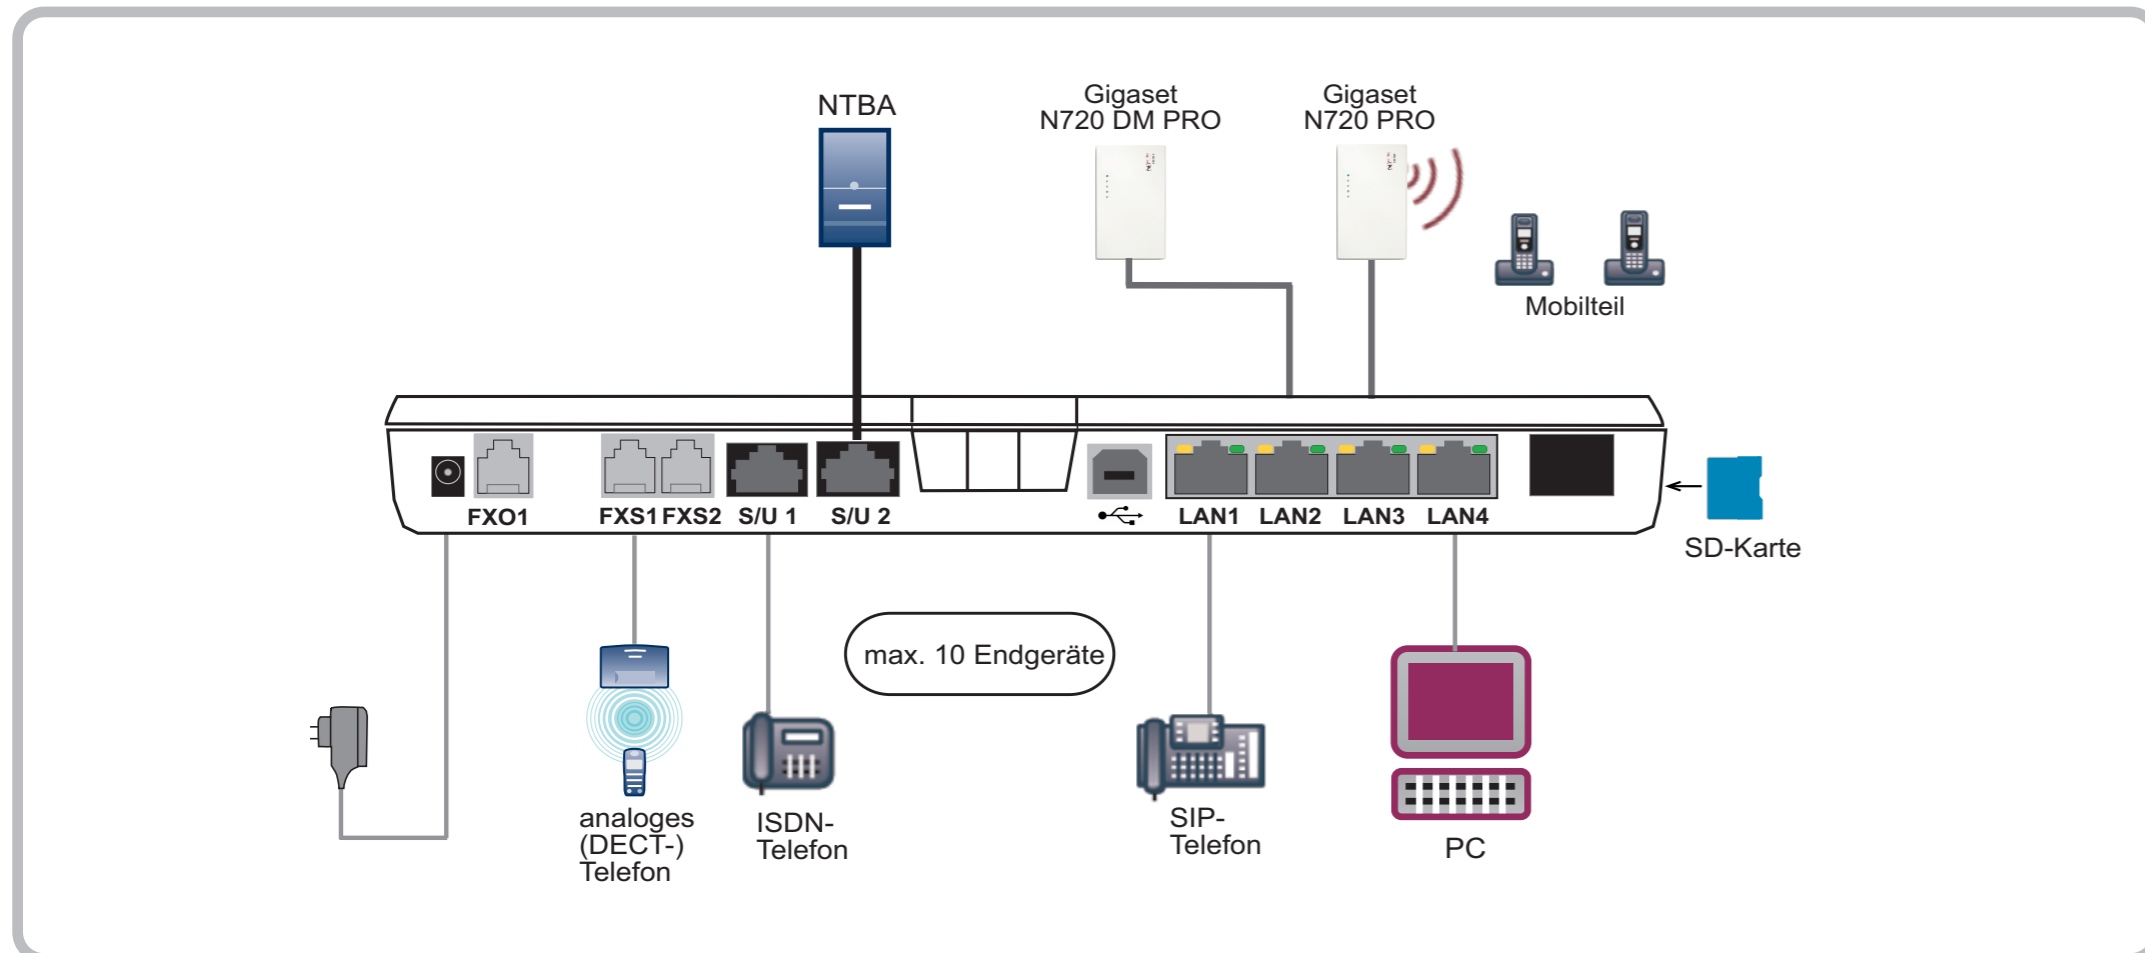 NTBA
Gigaset
N720 DM PRO
Gigaset
N720 PRO
Mobilteil
FXO1
FXS1 FXS2
S/U 1
S/U 2
LAN1
LAN2
LAN3
LAN4
SD-Karte
max. 10 Endgeräte
analoges
(DECT-)
Telefon
ISDN-
Telefon
SIP-
Telefon
PC